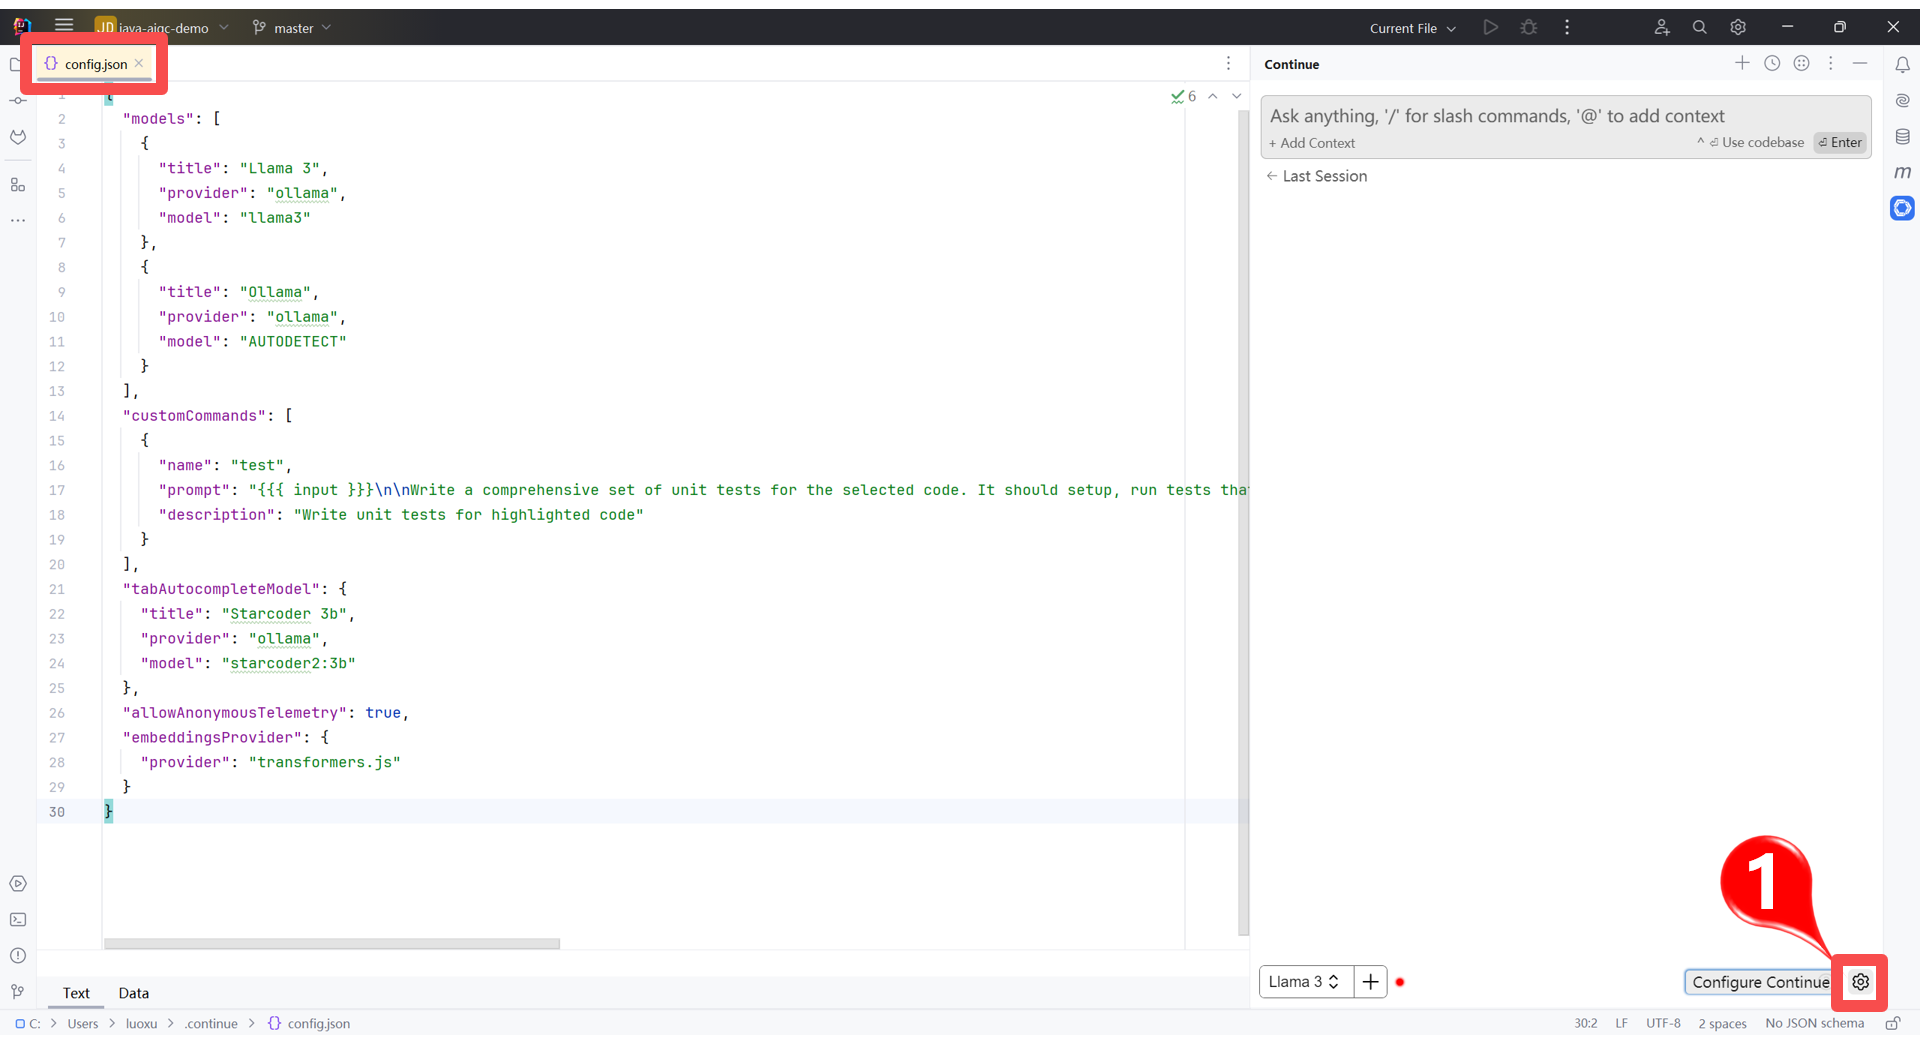 JD java-aigc-demo master Current File
config.json
Continue
6
1 {
2 "models": [
3 {
4 "title": "Llama 3",
5 "provider": "ollama",
6 "model": "llama3"
7 },
8 {
9 "title": "Ollama",
10 "provider": "ollama",
11 "model": "AUTODETECT"
12 }
13 ],
14 "customCommands": [
15 {
16 "name": "test",
17 "prompt": "{{{ input }}}\n\nWrite a comprehensive set of unit tests for the selected code. It should setup, run tests tha
18 "description": "Write unit tests for highlighted code"
19 }
20 ],
21 "tabAutocompleteModel": {
22 "title": "Starcoder 3b",
23 "provider": "ollama",
24 "model": "starcoder2:3b"
25 },
26 "allowAnonymousTelemetry": true,
27 "embeddingsProvider": {
28 "provider": "transformers.js"
29 }
30 }
Ask anything, '/' for slash commands, '@' to add context
+ Add Context ^ ⏎ Use codebase ⏎ Enter
← Last Session
m
1
Llama 3 + Configure Continue
Text Data
C: > Users > luoxu > .continue > {} config.json 30:2 LF UTF-8 2 spaces No JSON schema